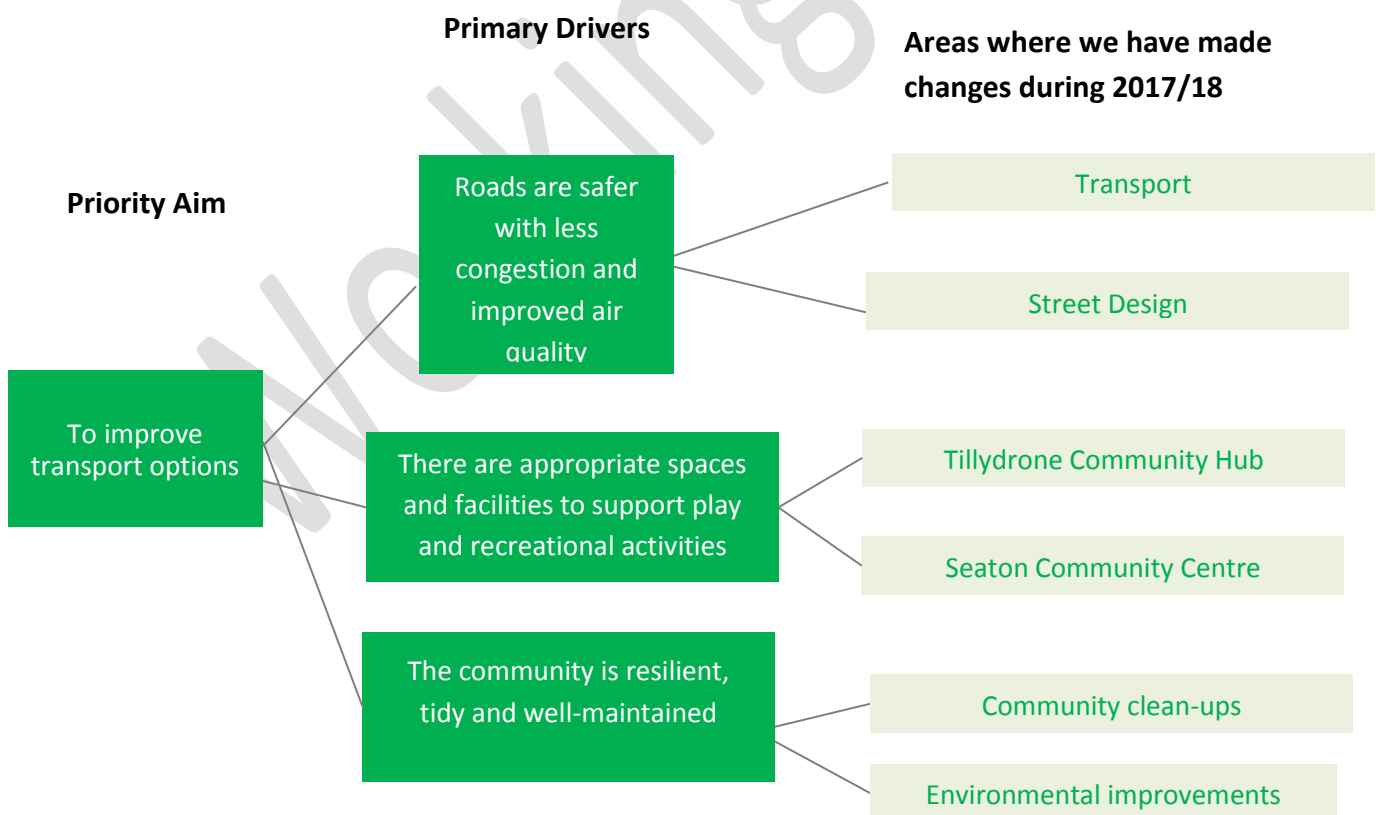 Primary Drivers
Areas where we have made
changes during 2017/18
Priority Aim
Roads are safer
with less
congestion and
improved air
quality
Transport
Street Design
To improve
transport options
There are appropriate spaces
and facilities to support play
and recreational activities
Tillydrone Community Hub
Seaton Community Centre
The community is resilient,
tidy and well-maintained
Community clean-ups
Environmental improvements
Working